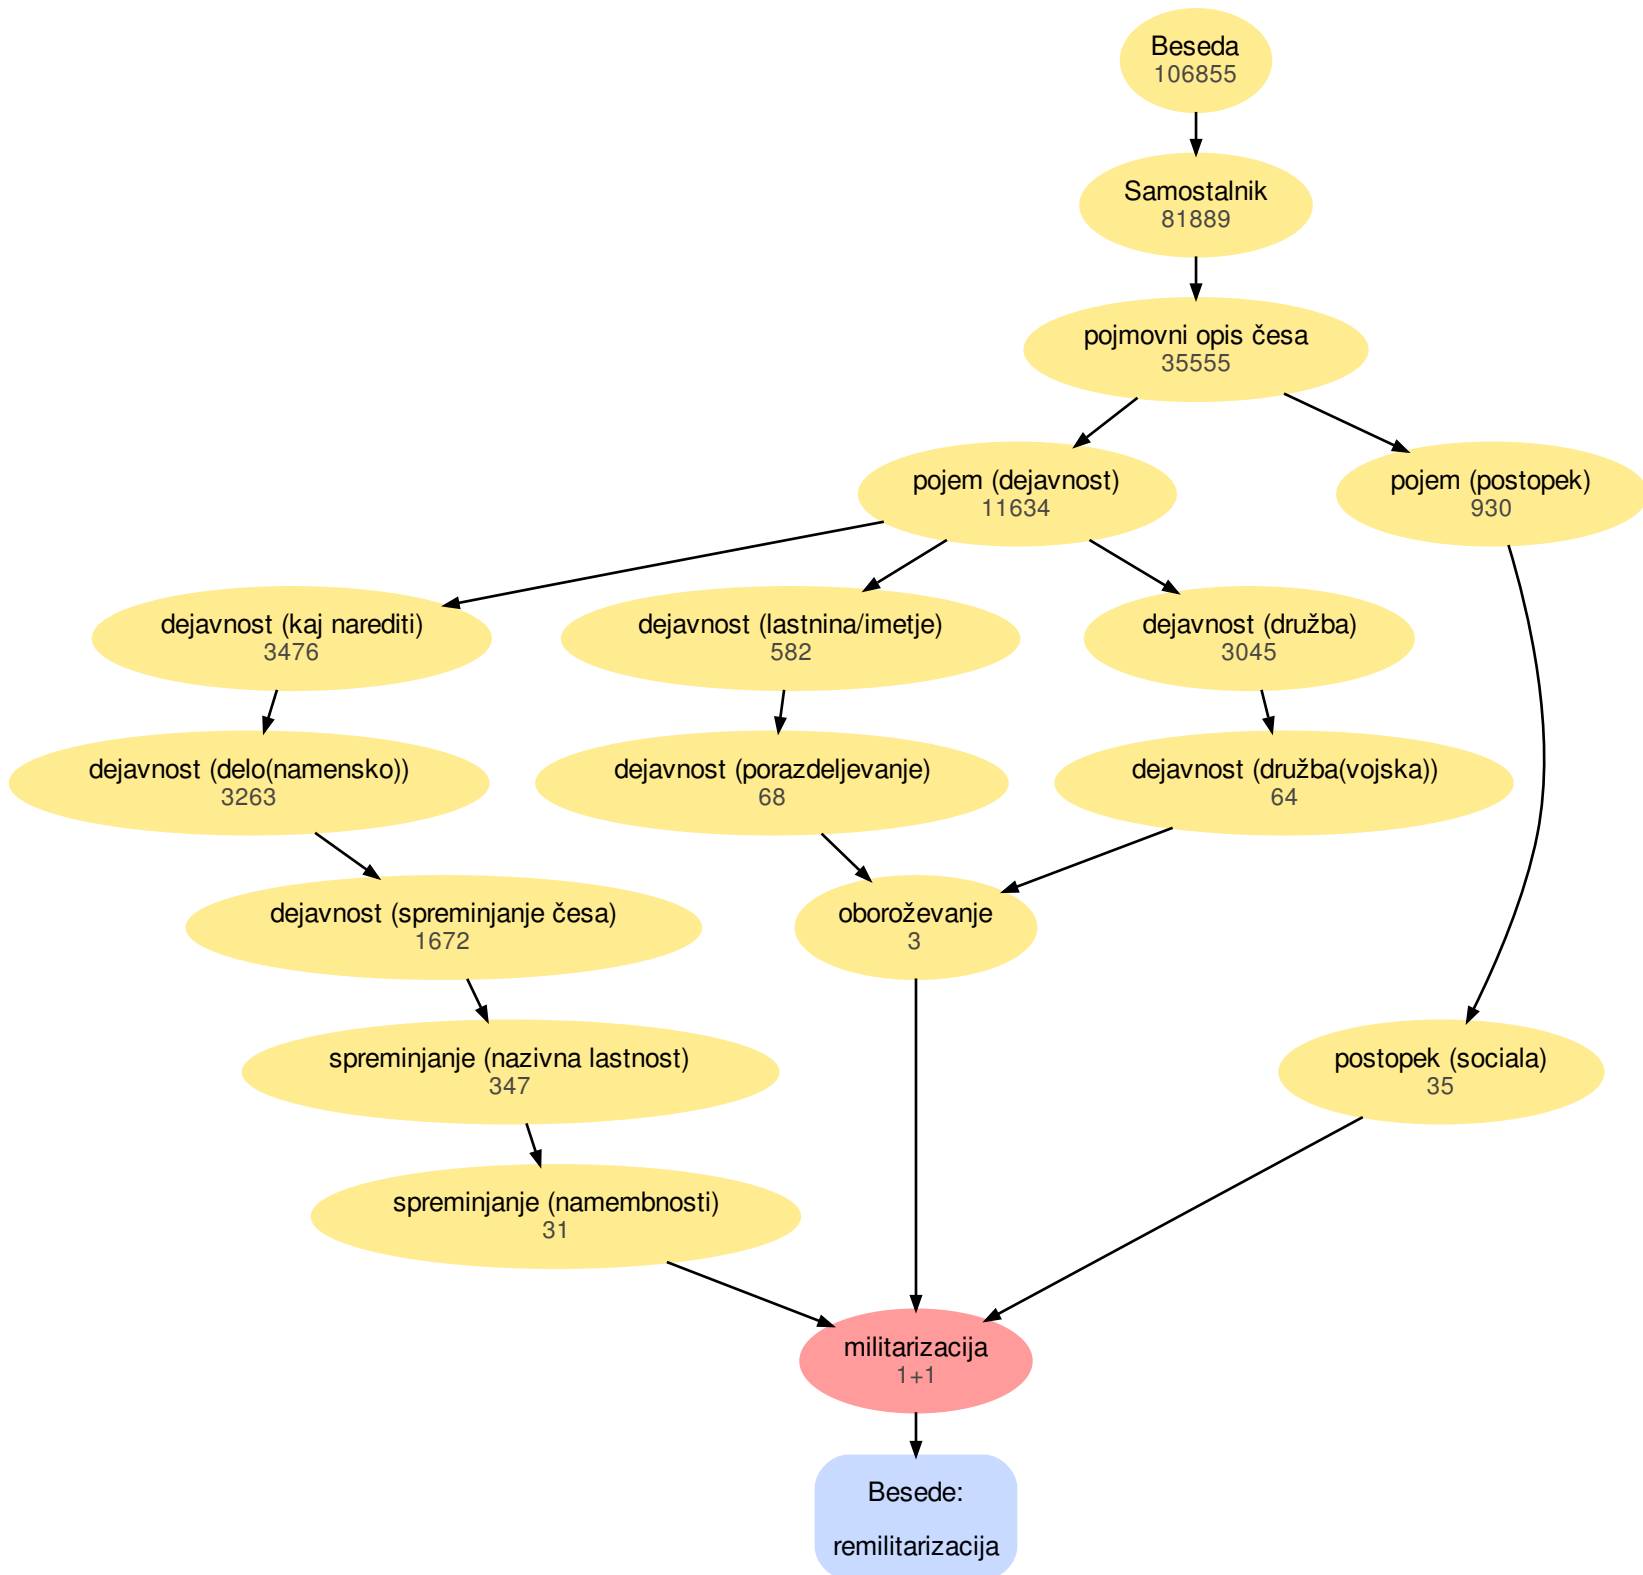 Beseda
106855
Samostalnik
81889
pojmovni opis česa
35555
pojem (dejavnost)
11634
pojem (postopek)
930
dejavnost (kaj narediti)
3476
dejavnost (lastnina/imetje)
582
dejavnost (družba)
3045
dejavnost (delo(namensko))
3263
dejavnost (porazdeljevanje)
68
dejavnost (družba(vojska))
64
dejavnost (spreminjanje česa)
1672
oboroževanje
3
spreminjanje (nazivna lastnost)
347
postopek (sociala)
35
spreminjanje (namembnosti)
31
militarizacija
1+1
Besede:
remilitarizacija